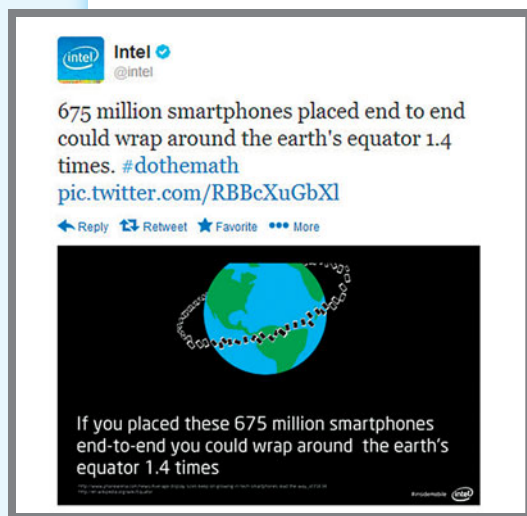 intel
Intel
@intel
675 million smartphones placed end to end
could wrap around the earth's equator 1.4
times. #dothemath
pic.twitter.com/RBBcXuGbXl
Reply Retweet Favorite More
If you placed these 675 million smartphones
end-to-end you could wrap around the earth's
equator 1.4 times
intel